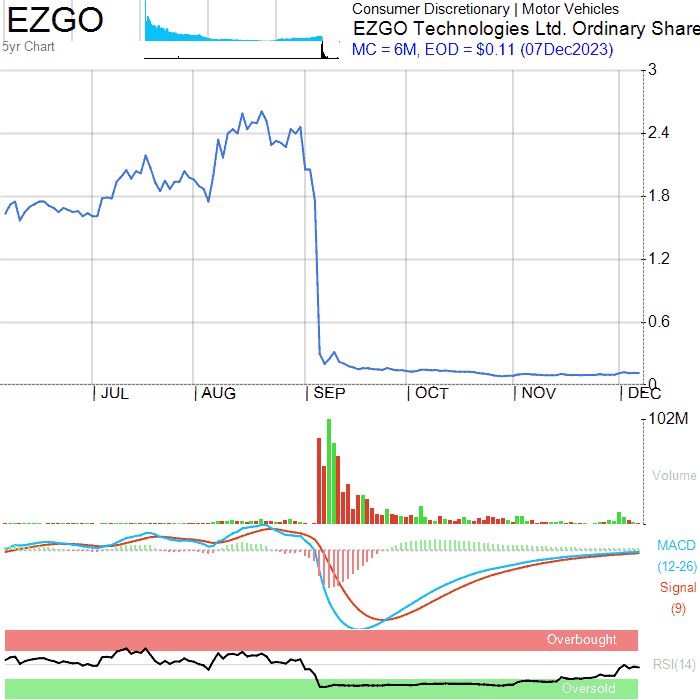 EZGO
5yr Chart
Consumer Discretionary | Motor Vehicles
EZGO Technologies Ltd. Ordinary Share
MC = 6M, EOD = $0.11 (07Dec2023)
3
2.4
1.8
1.2
0.6
0
JUL AUG SEP OCT NOV DEC
102M
Volume
MACD
(12-26)
Signal
(9)
Overbought
RSI(14)
Oversold